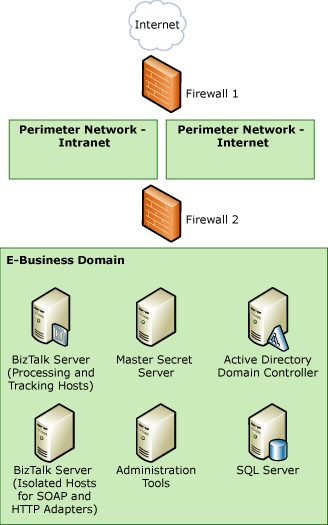 Internet
Firewall 1
Perimeter Network -
Intranet
Perimeter Network -
Internet
Firewall 2
E-Business Domain
BizTalk Server
(Processing and
Tracking Hosts)
Master Secret
Server
Active Directory
Domain Controller
BizTalk Server
(Isolated Hosts
for SOAP and
HTTP Adapters)
Administration
Tools
SQL Server